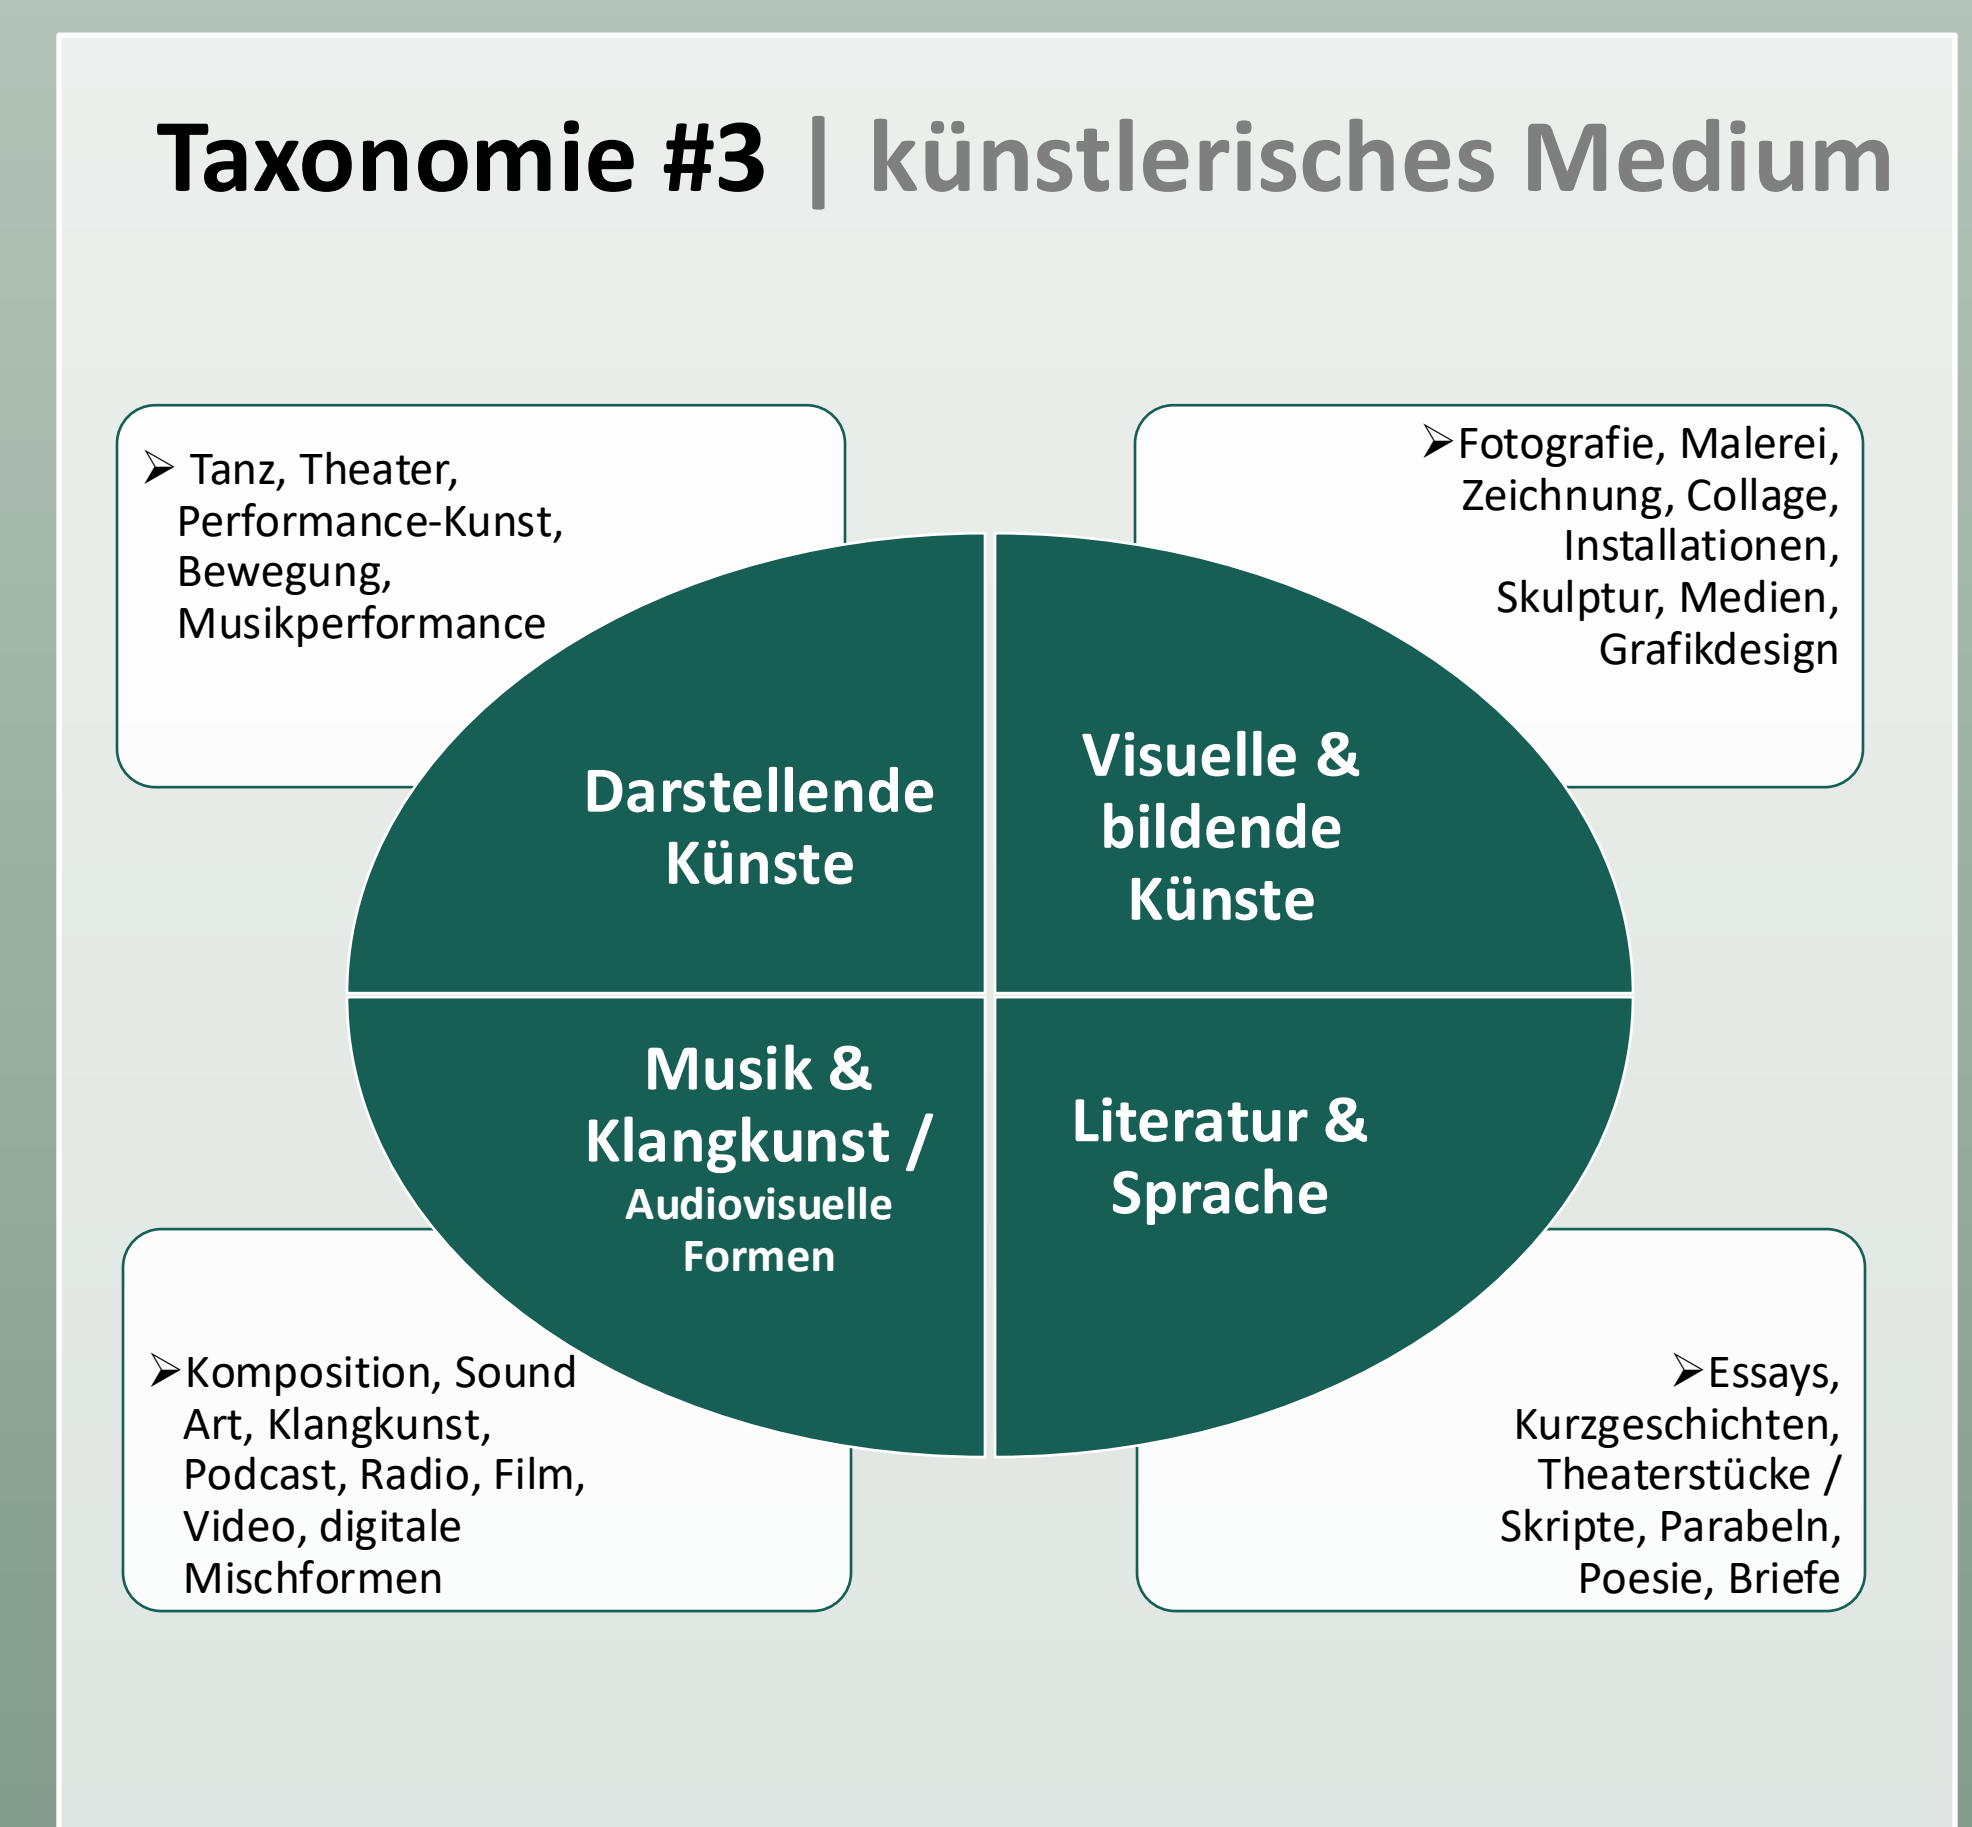 Taxonomie #3 | künstlerisches Medium
➢ Tanz, Theater,
Performance-Kunst,
Bewegung,
Musikperformance
➢Fotografie, Malerei,
Zeichnung, Collage,
Installationen,
Skulptur, Medien,
Grafikdesign
Darstellende
Künste
Visuelle &
bildende
Künste
Musik &
Klangkunst /
Audiovisuelle
Formen
Literatur &
Sprache
➢Komposition, Sound
Art, Klangkunst,
Podcast, Radio, Film,
Video, digitale
Mischformen
➢Essays,
Kurzgeschichten,
Theaterstücke /
Skripte, Parabeln,
Poesie, Briefe